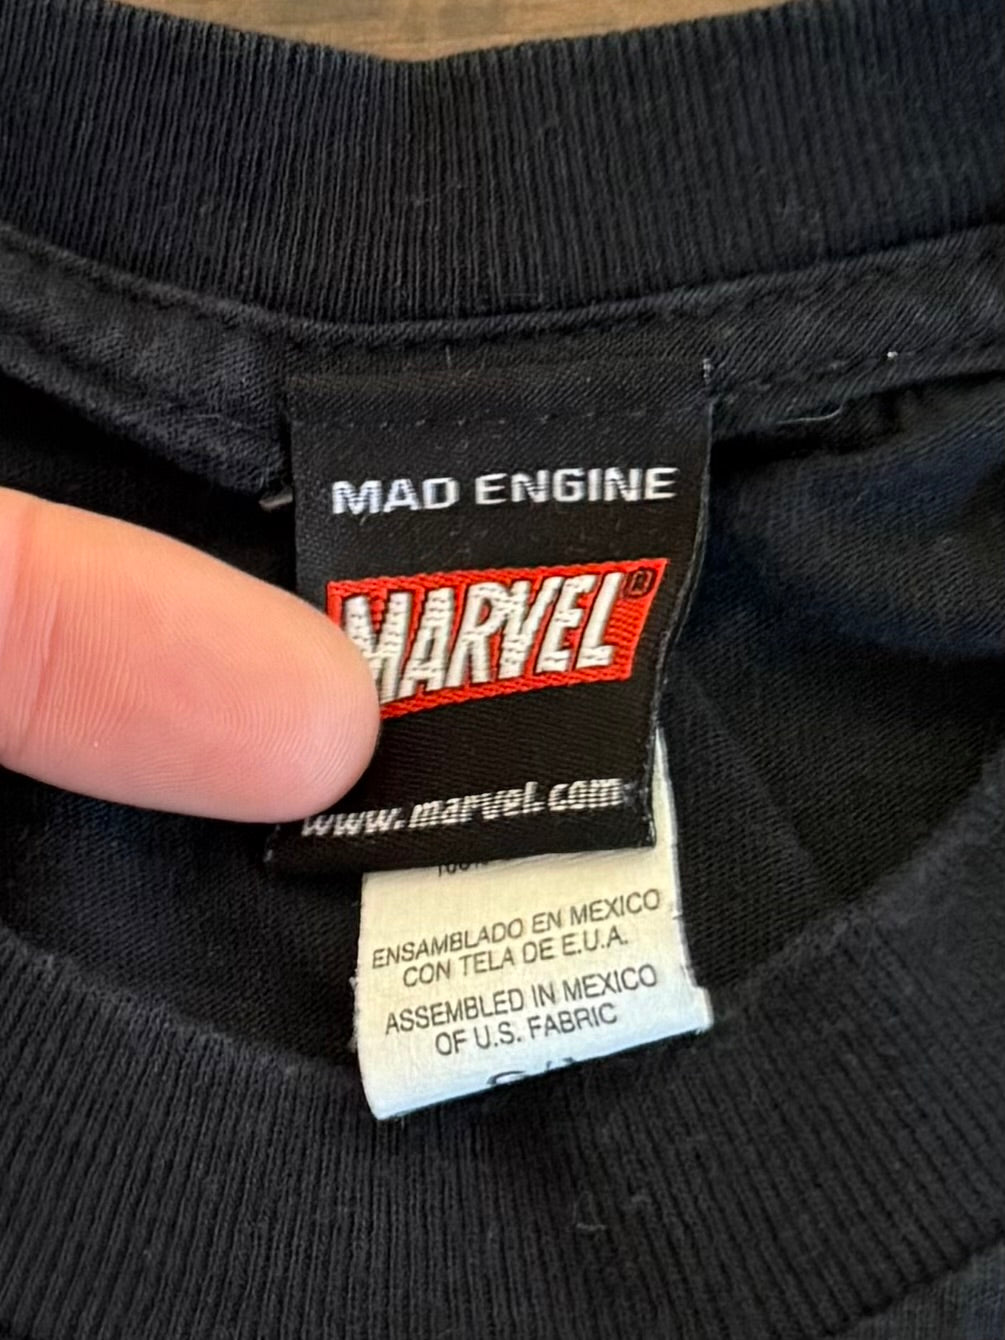 MAD ENGINE
MARVEL®
www.marvel.com
ENSAMBLADO EN MEXICO
CON TELA DE E.U.A.
ASSEMBLED IN MEXICO
OF U.S. FABRIC